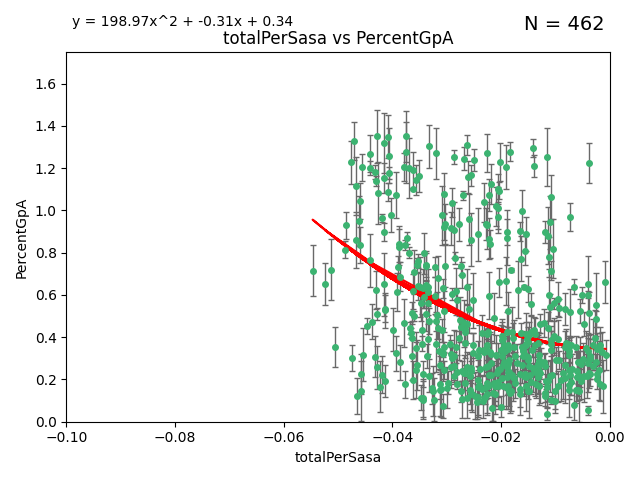 y = 198.97x^2 + -0.31x + 0.34
N = 462
totalPerSasa vs PercentGpA
1.6
1.4
1.2
1.0
0.8
0.6
0.4
0.2
0.0
PercentGpA
−0.10 −0.08 −0.06 −0.04 −0.02 0.00
totalPerSasa